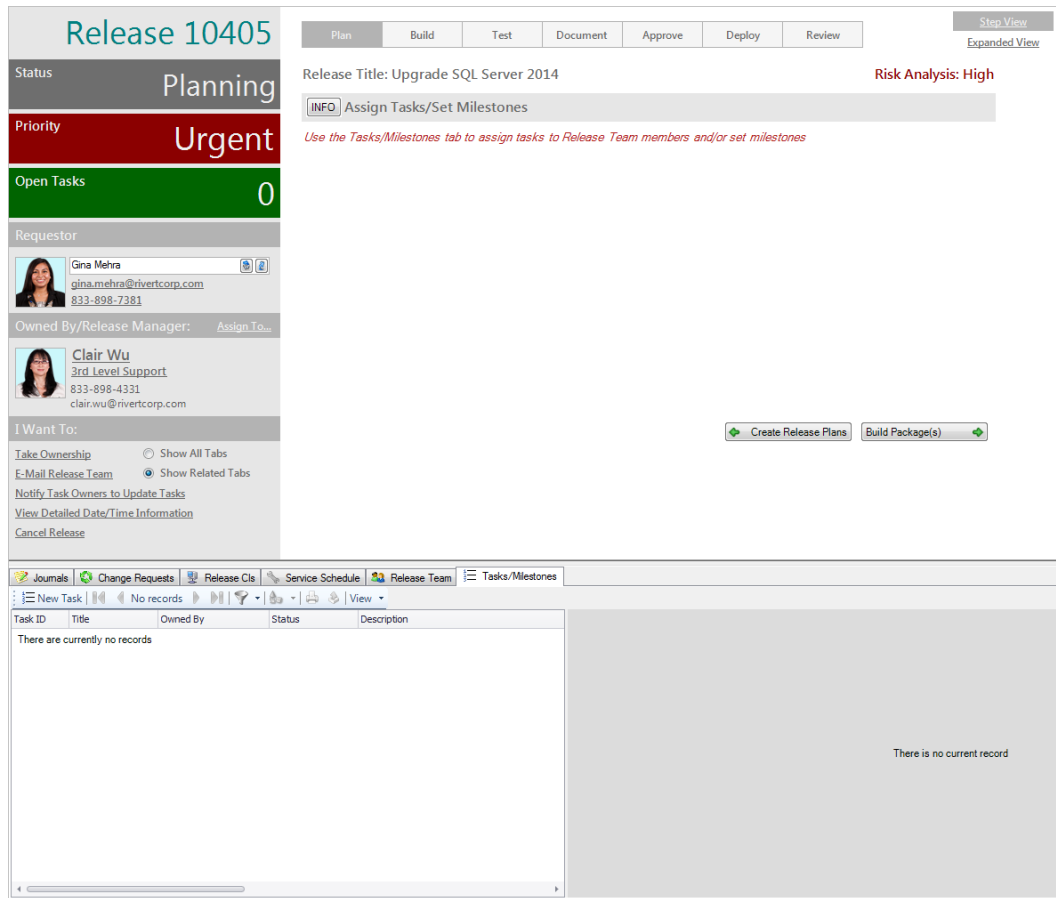 Release 10405
Status
Planning
Priority
Urgent
Open Tasks
0
Requestor
Gina Mehra
gina.mehra@rivertcorp.com
833-898-7381
Owned By/Release Manager: Assign To...
Clair Wu
3rd Level Support
833-898-4331
clair.wu@rivertcorp.com
I Want To:
Take Ownership Show All Tabs
E-Mail Release Team Show Related Tabs
Notify Task Owners to Update Tasks
View Detailed Date/Time Information
Cancel Release
Plan Build Test Document Approve Deploy Review
Step View
Expanded View
Release Title: Upgrade SQL Server 2014 Risk Analysis: High
INFO Assign Tasks/Set Milestones
Use the Tasks/Milestones tab to assign tasks to Release Team members and/or set milestones
Create Release Plans Build Package(s)
Journals Change Requests Release CIs Service Schedule Release Team Tasks/Milestones
New Task No records View
Task ID Title Owned By Status Description
There are currently no records
There is no current record